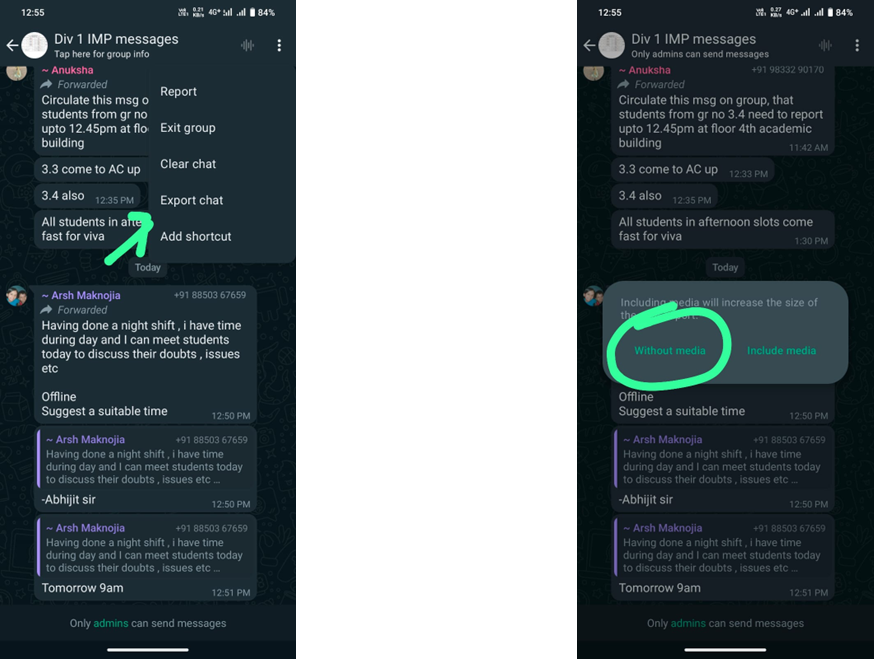 12:55
VoI LTE1 0.21 KB/s 4G+ 84%
Div 1 IMP messages
Tap here for group info
~ Anuksha
Forwarded
Circulate this msg o
students from gr no
upto 12.45pm at flo
building
3.3 come to AC up
3.4 also 12:35 PM
All students in afte
fast for viva
Report
Exit group
Clear chat
Export chat
Add shortcut
Today
~ Arsh Maknojia +91 88503 67659
Forwarded
Having done a night shift , i have time
during day and I can meet students
today to discuss their doubts , issues
etc
Offline
Suggest a suitable time 12:50 PM
~ Arsh Maknojia +91 88503 67659
Having done a night shift , i have time
during day and I can meet students today
to discuss their doubts , issues etc ...
-Abhijit sir 12:50 PM
~ Arsh Maknojia +91 88503 67659
Having done a night shift , i have time
during day and I can meet students today
to discuss their doubts , issues etc ...
Tomorrow 9am 12:51 PM
Only admins can send messages
12:55
0.27 KB/s 4G+ 84%
Div 1 IMP messages
Only admins can send messages
~ Anuksha +91 98332 90170
Forwarded
Circulate this msg on group, that
students from gr no 3.4 need to report
upto 12.45pm at floor 4th academic
building 11:42 AM
3.3 come to AC up 12:33 PM
3.4 also 12:35 PM
All students in afternoon slots come
fast for viva 1:30 PM
Today
Including media will increase the size of
the
Without media Include media
Offline
Suggest a suitable time 12:50 PM
~ Arsh Maknojia +91 88503 67659
Having done a night shift , i have time
during day and I can meet students today
to discuss their doubts , issues etc ...
-Abhijit sir 12:50 PM
~ Arsh Maknojia +91 88503 67659
Having done a night shift , i have time
during day and I can meet students today
to discuss their doubts , issues etc ...
Tomorrow 9am 12:51 PM
Only admins can send messages